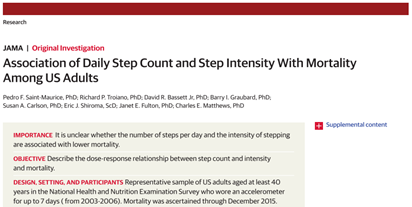 Research
JAMA | Original Investigation
Association of Daily Step Count and Step Intensity With Mortality
Among US Adults
Pedro F. Saint-Maurice, PhD; Richard P. Troiano, PhD; David R. Bassett Jr, PhD; Barry I. Graubard, PhD;
Susan A. Carlson, PhD; Eric J. Shiroma, ScD; Janet E. Fulton, PhD; Charles E. Matthews, PhD
Supplemental content
IMPORTANCE It is unclear whether the number of steps per day and the intensity of stepping
are associated with lower mortality.
OBJECTIVE Describe the dose-response relationship between step count and intensity
and mortality.
DESIGN, SETTING, AND PARTICIPANTS Representative sample of US adults aged at least 40
years in the National Health and Nutrition Examination Survey who wore an accelerometer
for up to 7 days ( from 2003-2006). Mortality was ascertained through December 2015.